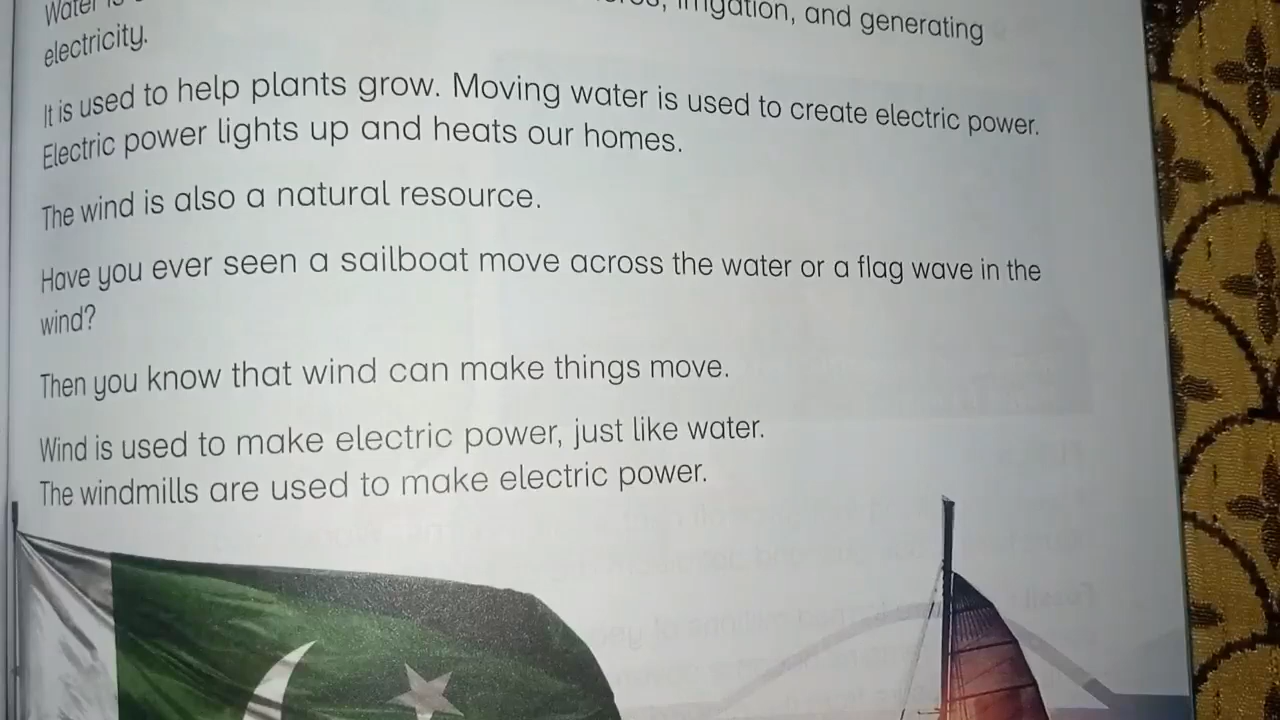 Water is irrigation, and generating
electricity.
It is used to help plants grow. Moving water is used to create electric power.
Electric power lights up and heats our homes.
The wind is also a natural resource.
Have you ever seen a sailboat move across the water or a flag wave in the
wind?
Then you know that wind can make things move.
Wind is used to make electric power, just like water.
The windmills are used to make electric power.